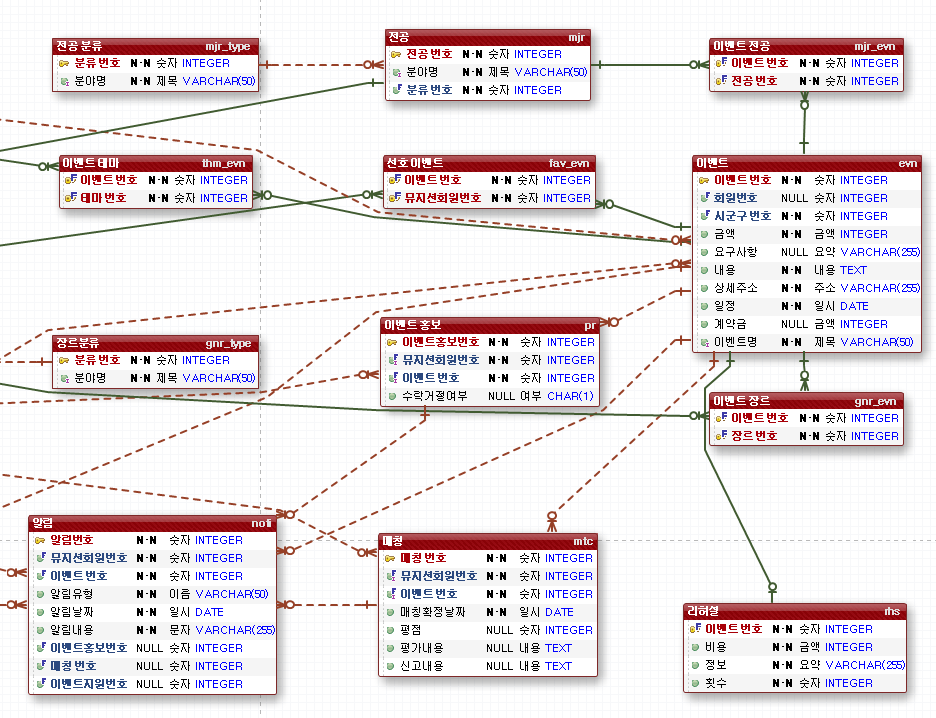 전공 분류 mjr_type
분류 번호 N-N 숫자 INTEGER
분야명 N-N 제목 VARCHAR(50)
전공 mjr
전공 번호 N-N 숫자 INTEGER
분야명 N-N 제목 VARCHAR(50)
분류 번호 N-N 숫자 INTEGER
이벤트 전공 mjr_evn
이벤트 번호 N-N 숫자 INTEGER
전공 번호 N-N 숫자 INTEGER
이벤트 테마 thm_evn
이벤트 번호 N-N 숫자 INTEGER
테마 번호 N-N 숫자 INTEGER
선호 이벤트 fav_evn
이벤트 번호 N-N 숫자 INTEGER
뮤지션회원번호 N-N 숫자 INTEGER
이벤트 evn
이벤트 번호 N-N 숫자 INTEGER
회원번호 NULL 숫자 INTEGER
시군구 번호 N-N 숫자 INTEGER
금액 N-N 금액 INTEGER
요구사항 NULL 요약 VARCHAR(255)
내용 N-N 내용 TEXT
상세주소 N-N 주소 VARCHAR(255)
일정 N-N 일시 DATE
계약금 NULL 금액 INTEGER
이벤트명 N-N 제목 VARCHAR(50)
장르분류 gnr_type
분류 번호 N-N 숫자 INTEGER
분야명 N-N 제목 VARCHAR(50)
이벤트 홍보 pr
이벤트홍보번호 N-N 숫자 INTEGER
뮤지션회원번호 N-N 숫자 INTEGER
이벤트 번호 N-N 숫자 INTEGER
수락거절여부 NULL 여부 CHAR(1)
이벤트 장르 gnr_evn
이벤트 번호 N-N 숫자 INTEGER
장르 번호 N-N 숫자 INTEGER
알림 noti
알림번호 N-N 숫자 INTEGER
뮤지션회원번호 N-N 숫자 INTEGER
이벤트 번호 N-N 숫자 INTEGER
알림유형 N-N 이름 VARCHAR(50)
알림날짜 N-N 일시 DATE
알림내용 N-N 문자 VARCHAR(255)
이벤트홍보번호 NULL 숫자 INTEGER
매칭 번호 NULL 숫자 INTEGER
이벤트지원번호 NULL 숫자 INTEGER
매칭 mtc
매칭 번호 N-N 숫자 INTEGER
뮤지션회원번호 N-N 숫자 INTEGER
이벤트 번호 N-N 숫자 INTEGER
매칭확정날짜 N-N 일시 DATE
평점 NULL 숫자 INTEGER
평가내용 NULL 내용 TEXT
신고내용 NULL 내용 TEXT
리허설 rhs
이벤트 번호 N-N 숫자 INTEGER
비용 N-N 금액 INTEGER
정보 N-N 요약 VARCHAR(255)
횟수 N-N 숫자 INTEGER